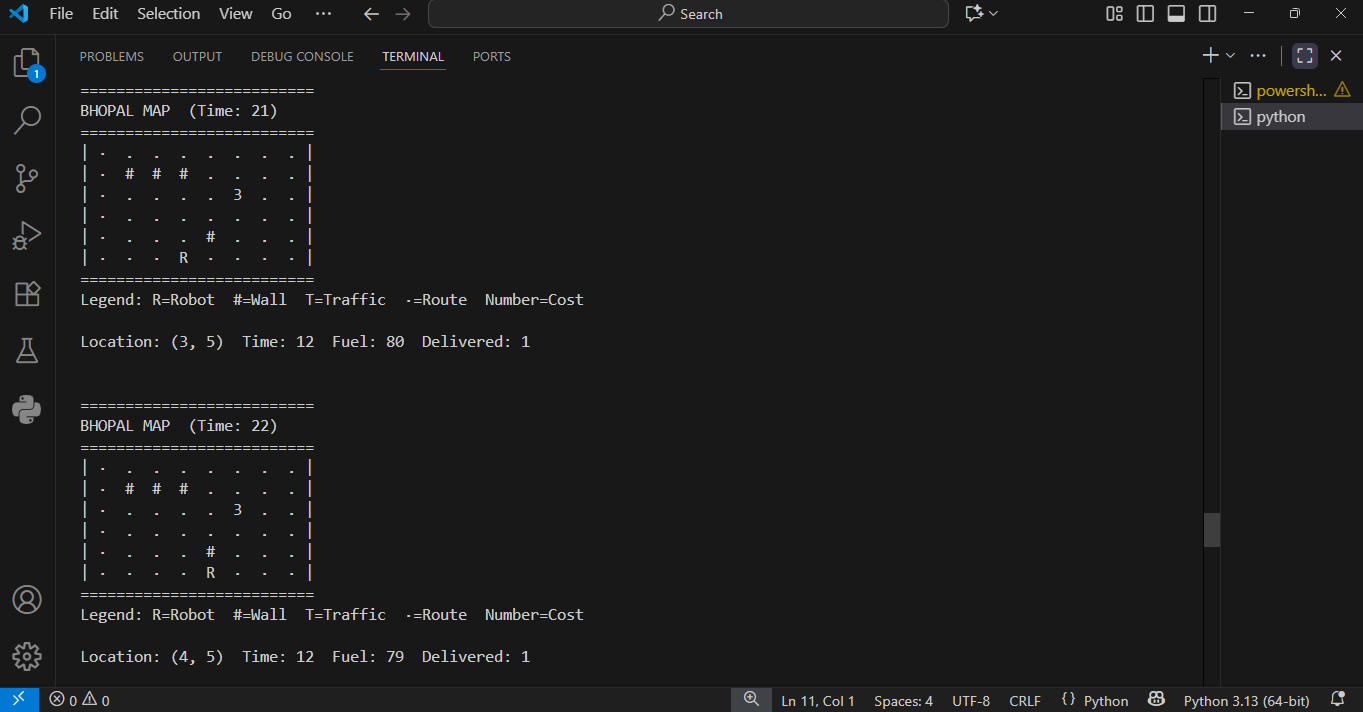 File Edit Selection View Go ··· ← → Search
PROBLEMS OUTPUT DEBUG CONSOLE TERMINAL PORTS
1
powersh...
python
==========================
BHOPAL MAP  (Time: 21)
==========================
| ·  .  .  .  .  .  .  . |
| ·  #  #  #  .  .  .  . |
| ·  .  .  .  .  3  .  . |
| ·  .  .  .  .  .  .  . |
| ·  .  .  .  #  .  .  . |
| ·  ·  ·  R  ·  ·  ·  · |
==========================
Legend: R=Robot  #=Wall  T=Traffic  ·=Route  Number=Cost
Location: (3, 5)  Time: 12  Fuel: 80  Delivered: 1
==========================
BHOPAL MAP  (Time: 22)
==========================
| ·  .  .  .  .  .  .  . |
| ·  #  #  #  .  .  .  . |
| ·  .  .  .  .  3  .  . |
| ·  .  .  .  .  .  .  . |
| ·  .  .  .  #  .  .  . |
| ·  ·  ·  ·  R  ·  ·  · |
==========================
Legend: R=Robot  #=Wall  T=Traffic  ·=Route  Number=Cost
Location: (4, 5)  Time: 12  Fuel: 79  Delivered: 1
0 0 Ln 11, Col 1 Spaces: 4 UTF-8 CRLF {} Python Python 3.13 (64-bit)